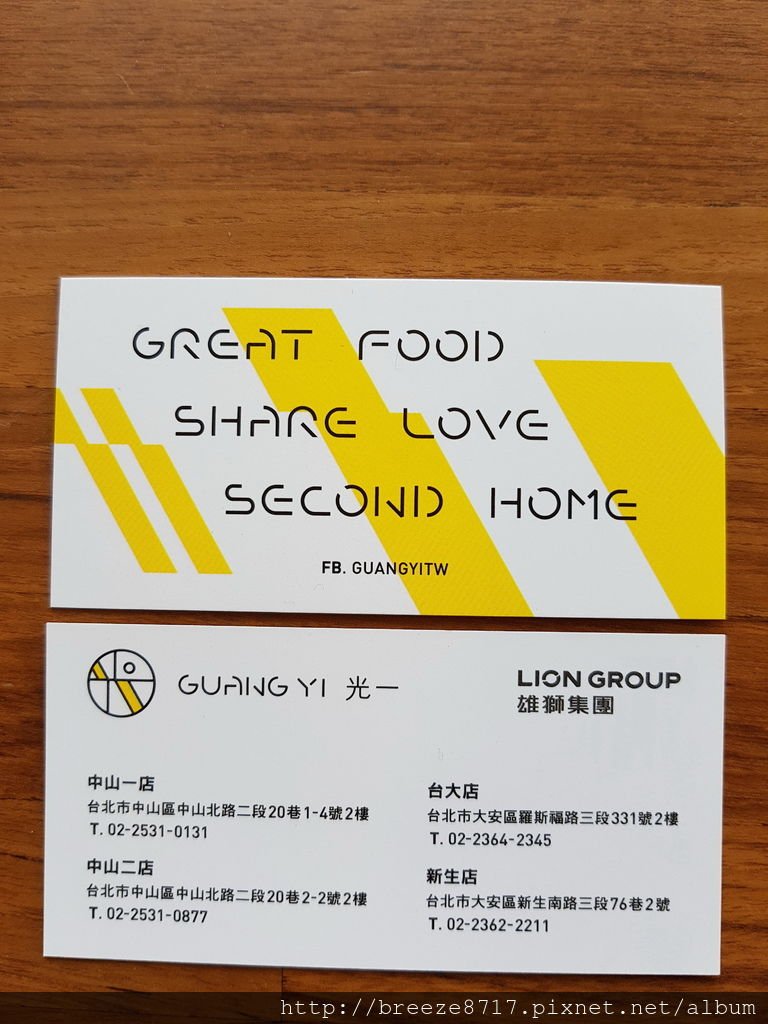 GREAT FOOD
SHARE LOVE
SECOND HOME
FB. GUANGYITW
GUANG YI 光一
LION GROUP
雄獅集團
中山一店
台北市中山區中山北路二段20巷1-4號2樓
T. 02-2531-0131
中山二店
台北市中山區中山北路二段20巷2-2號2樓
T. 02-2531-0877
台大店
台北市大安區羅斯福路三段331號2樓
T. 02-2364-2345
新生店
台北市大安區新生南路三段76巷2號
T. 02-2362-2211
http://breeze8717.pixnet.net/album